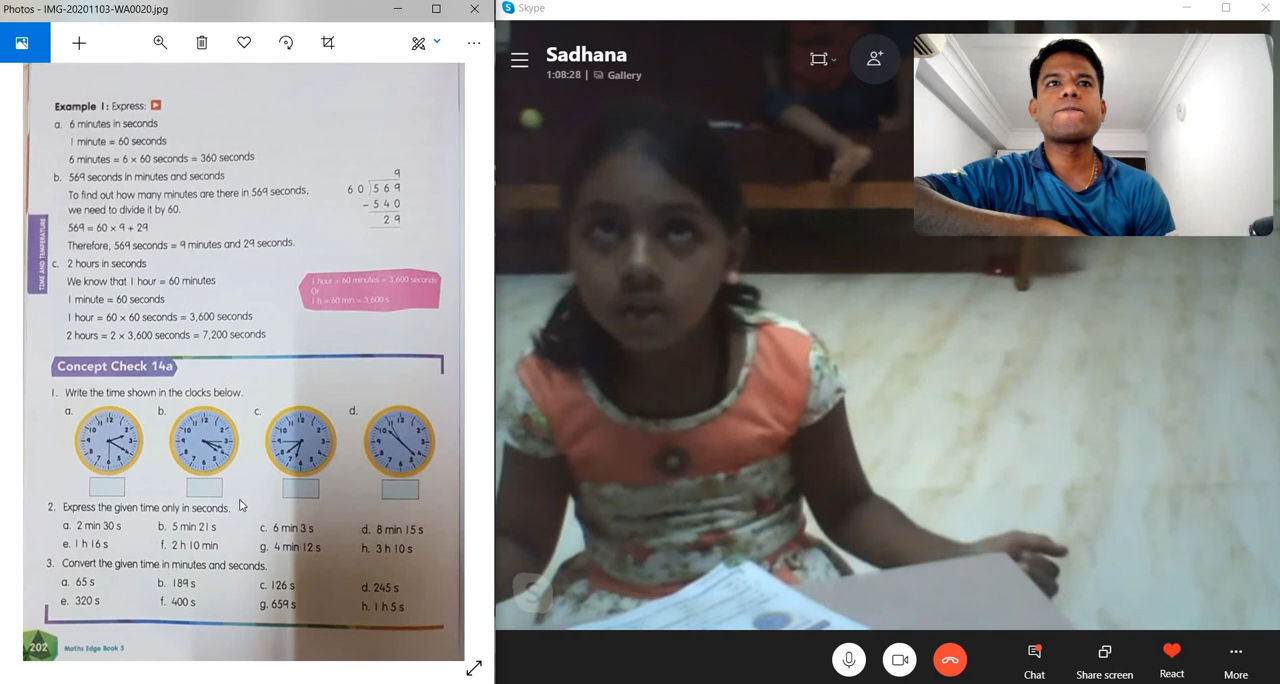 Photos - IMG-20201103-WA0020.jpg
Example 1: Express:
a. 6 minutes in seconds
1 minute = 60 seconds
6 minutes = 6 × 60 seconds = 360 seconds
b. 569 seconds in minutes and seconds
To find out how many minutes are there in 569 seconds,
we need to divide it by 60.
569 = 60 × 9 + 29
Therefore, 569 seconds = 9 minutes and 29 seconds.
9
60 569
- 540
29
c. 2 hours in seconds
We know that 1 hour = 60 minutes
1 minute = 60 seconds
1 hour = 60 × 60 seconds = 3,600 seconds
2 hours = 2 × 3,600 seconds = 7,200 seconds
1 hour = 60 minutes = 3,600 seconds
Or
1 h = 60 min = 3,600 s
TIME AND TEMPERATURE
Concept Check 14a
1. Write the time shown in the clocks below.
a. b. c. d.
2. Express the given time only in seconds.
a. 2 min 30 s b. 5 min 21 s c. 6 min 3 s d. 8 min 15 s
e. 1 h 16 s f. 2 h 10 min g. 4 min 12 s h. 3 h 10 s
3. Convert the given time in minutes and seconds.
a. 65 s b. 189 s c. 126 s d. 245 s
e. 320 s f. 400 s g. 659 s h. 1 h 5 s
202 Maths Edge Book 3
Skype
Sadhana
1:08:28 | Gallery
Chat
Share screen
React
More